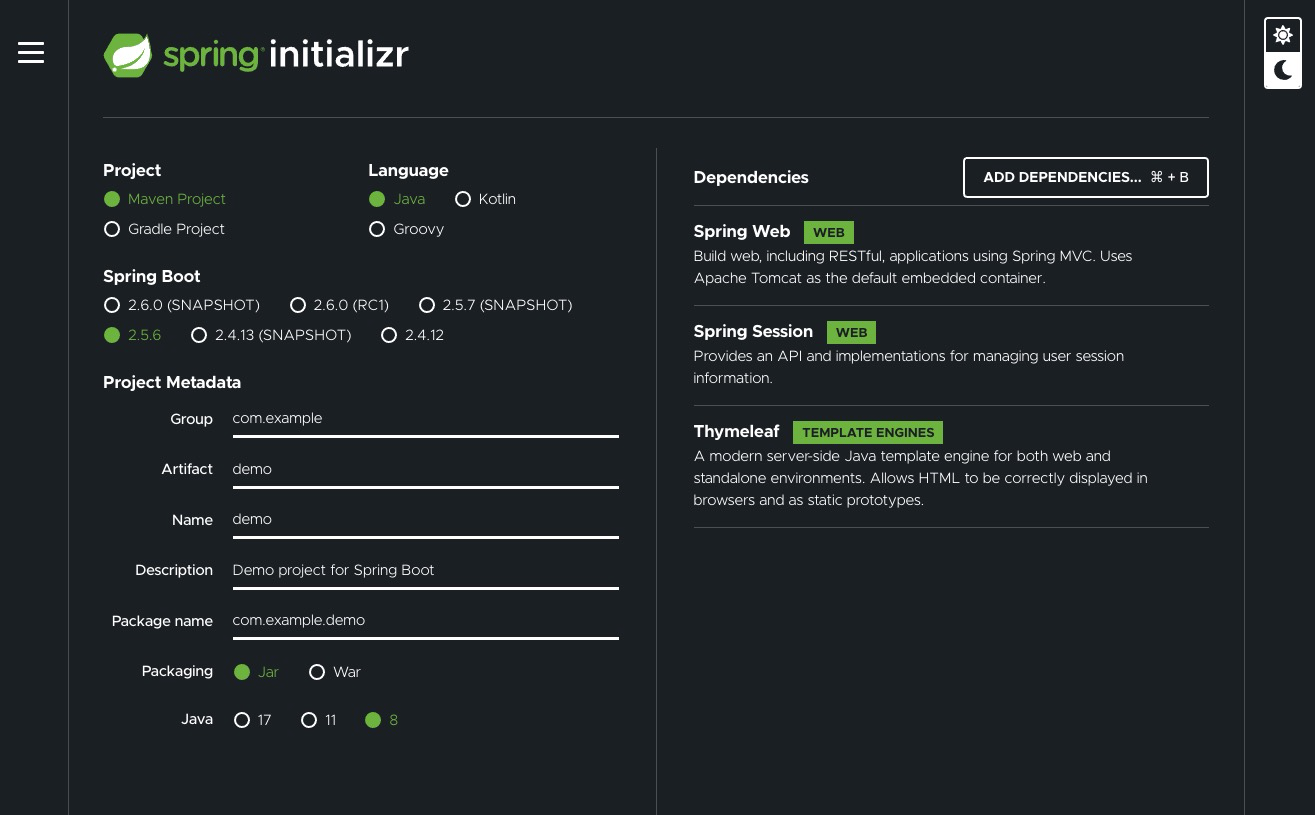 spring initializr
Project
Maven Project
Gradle Project
Language
Java Kotlin
Groovy
Spring Boot
2.6.0 (SNAPSHOT) 2.6.0 (RC1) 2.5.7 (SNAPSHOT)
2.5.6 2.4.13 (SNAPSHOT) 2.4.12
Project Metadata
Group com.example
Artifact demo
Name demo
Description Demo project for Spring Boot
Package name com.example.demo
Packaging Jar War
Java 17 11 8
Dependencies ADD DEPENDENCIES... ⌘ + B
Spring Web WEB
Build web, including RESTful, applications using Spring MVC. Uses
Apache Tomcat as the default embedded container.
Spring Session WEB
Provides an API and implementations for managing user session
information.
Thymeleaf TEMPLATE ENGINES
A modern server-side Java template engine for both web and
standalone environments. Allows HTML to be correctly displayed in
browsers and as static prototypes.